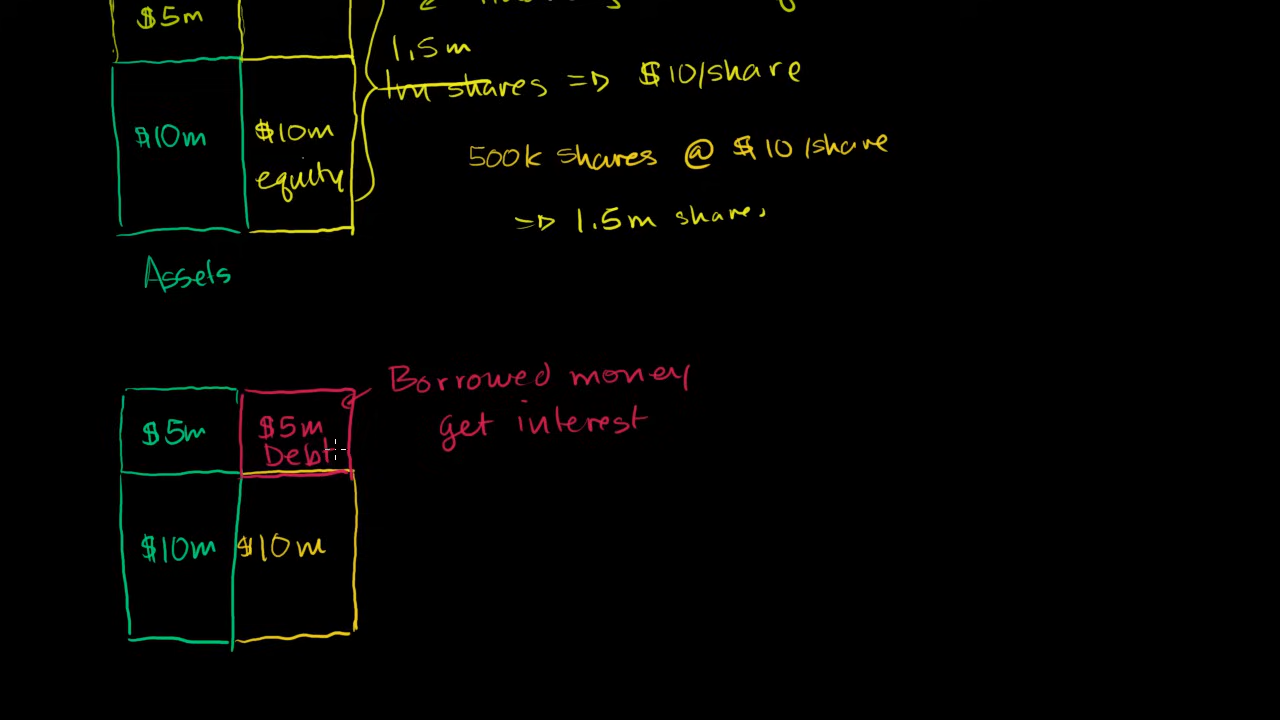 $5m
1.5m
1m shares => $10/share
$10m $10m
equity
500k shares @ $10/share
=> 1.5m shares
Assets
Borrowed money
get interest
$5m $5m
Debt
$10m $10m